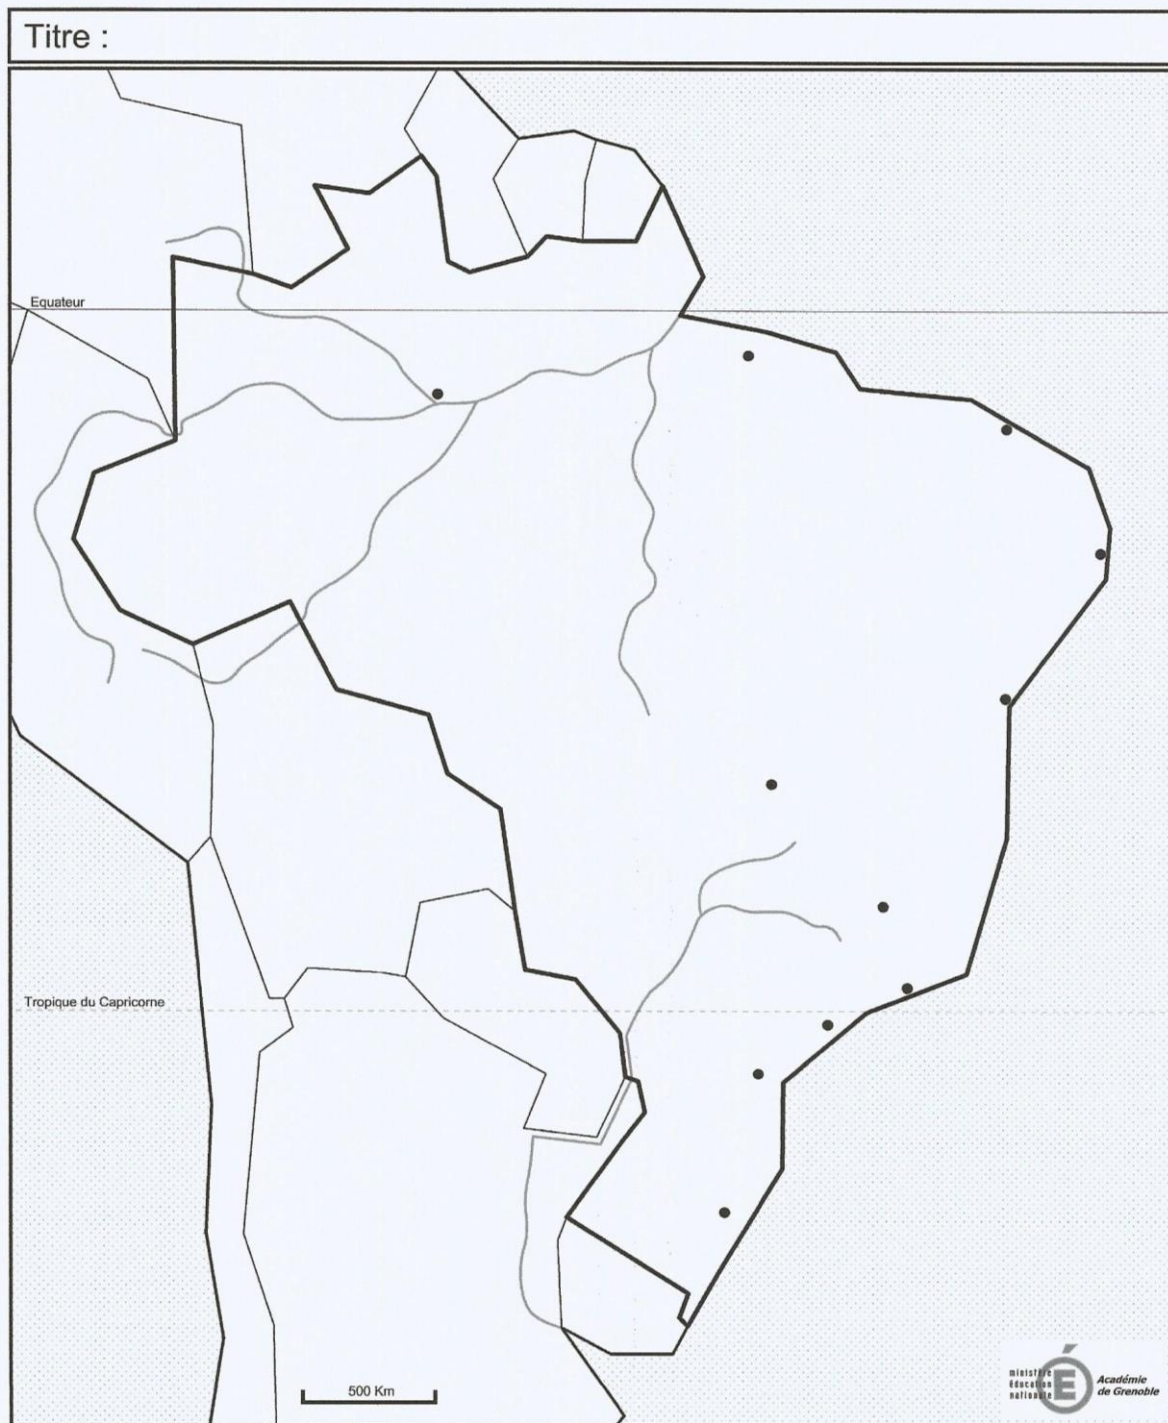 Titre :
Equateur
Tropique du Capricorne
500 Km
ministère
éducation
nationale
É
Académie
de Grenoble